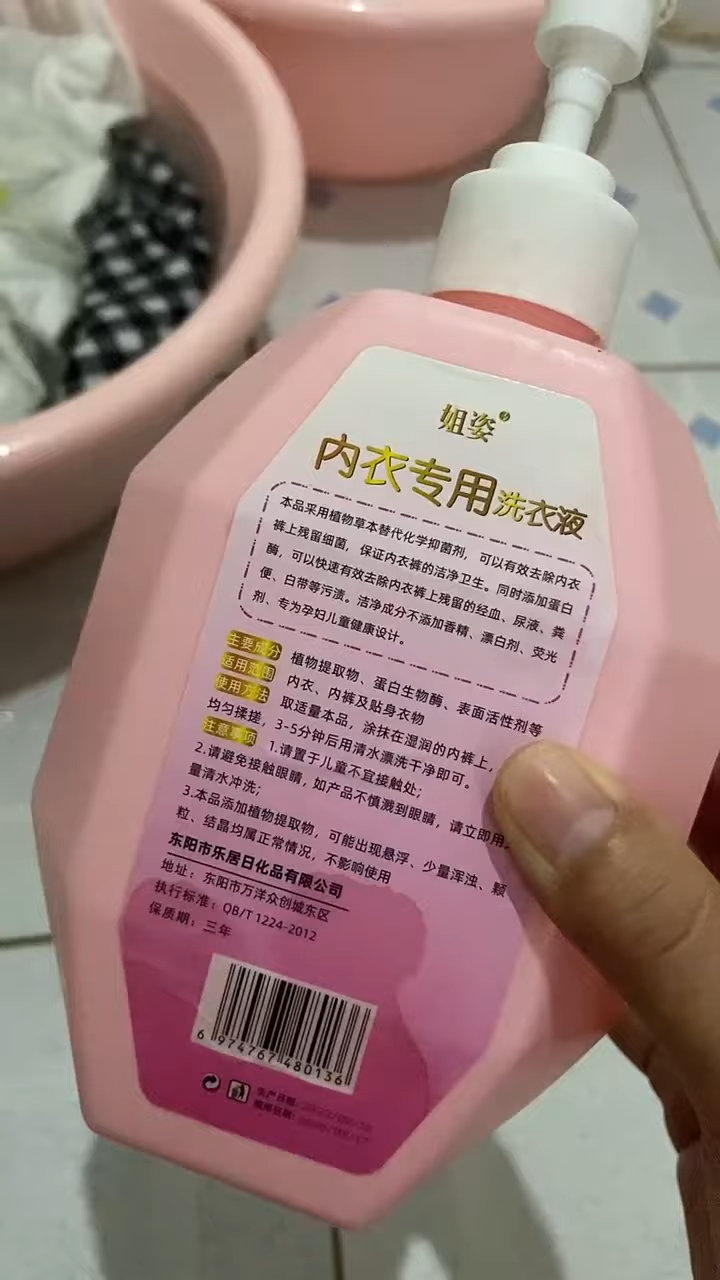 姐姿
内衣专用洗衣液
本品采用植物草本替代化学抑菌剂，可以有效去除内衣
裤上残留细菌，保证内衣裤的洁净卫生。同时添加蛋白
酶，可以快速有效去除内衣裤上残留的经血、尿液、粪
便、白带等污渍。洁净成分不添加香精、漂白剂、荧光
剂、专为孕妇儿童健康设计。
主要成分 植物提取物、蛋白生物酶、表面活性剂等
适用范围 内衣、内裤及贴身衣物
使用方法 取适量本品，涂抹在湿润的内裤上，
均匀揉搓，3-5分钟后用清水漂洗干净即可。
注意事项 1.请置于儿童不宜接触处；
2.请避免接触眼睛，如产品不慎溅到眼睛，请立即用
量清水冲洗；
3.本品添加植物提取物，可能出现悬浮、少量浑浊、颗
粒、结晶均属正常情况，不影响使用
东阳市乐居日化品有限公司
地址：东阳市万洋众创城东区
执行标准：QB/T 1224-2012
保质期：三年
6 974767 480136
生产日期:
限用日期: